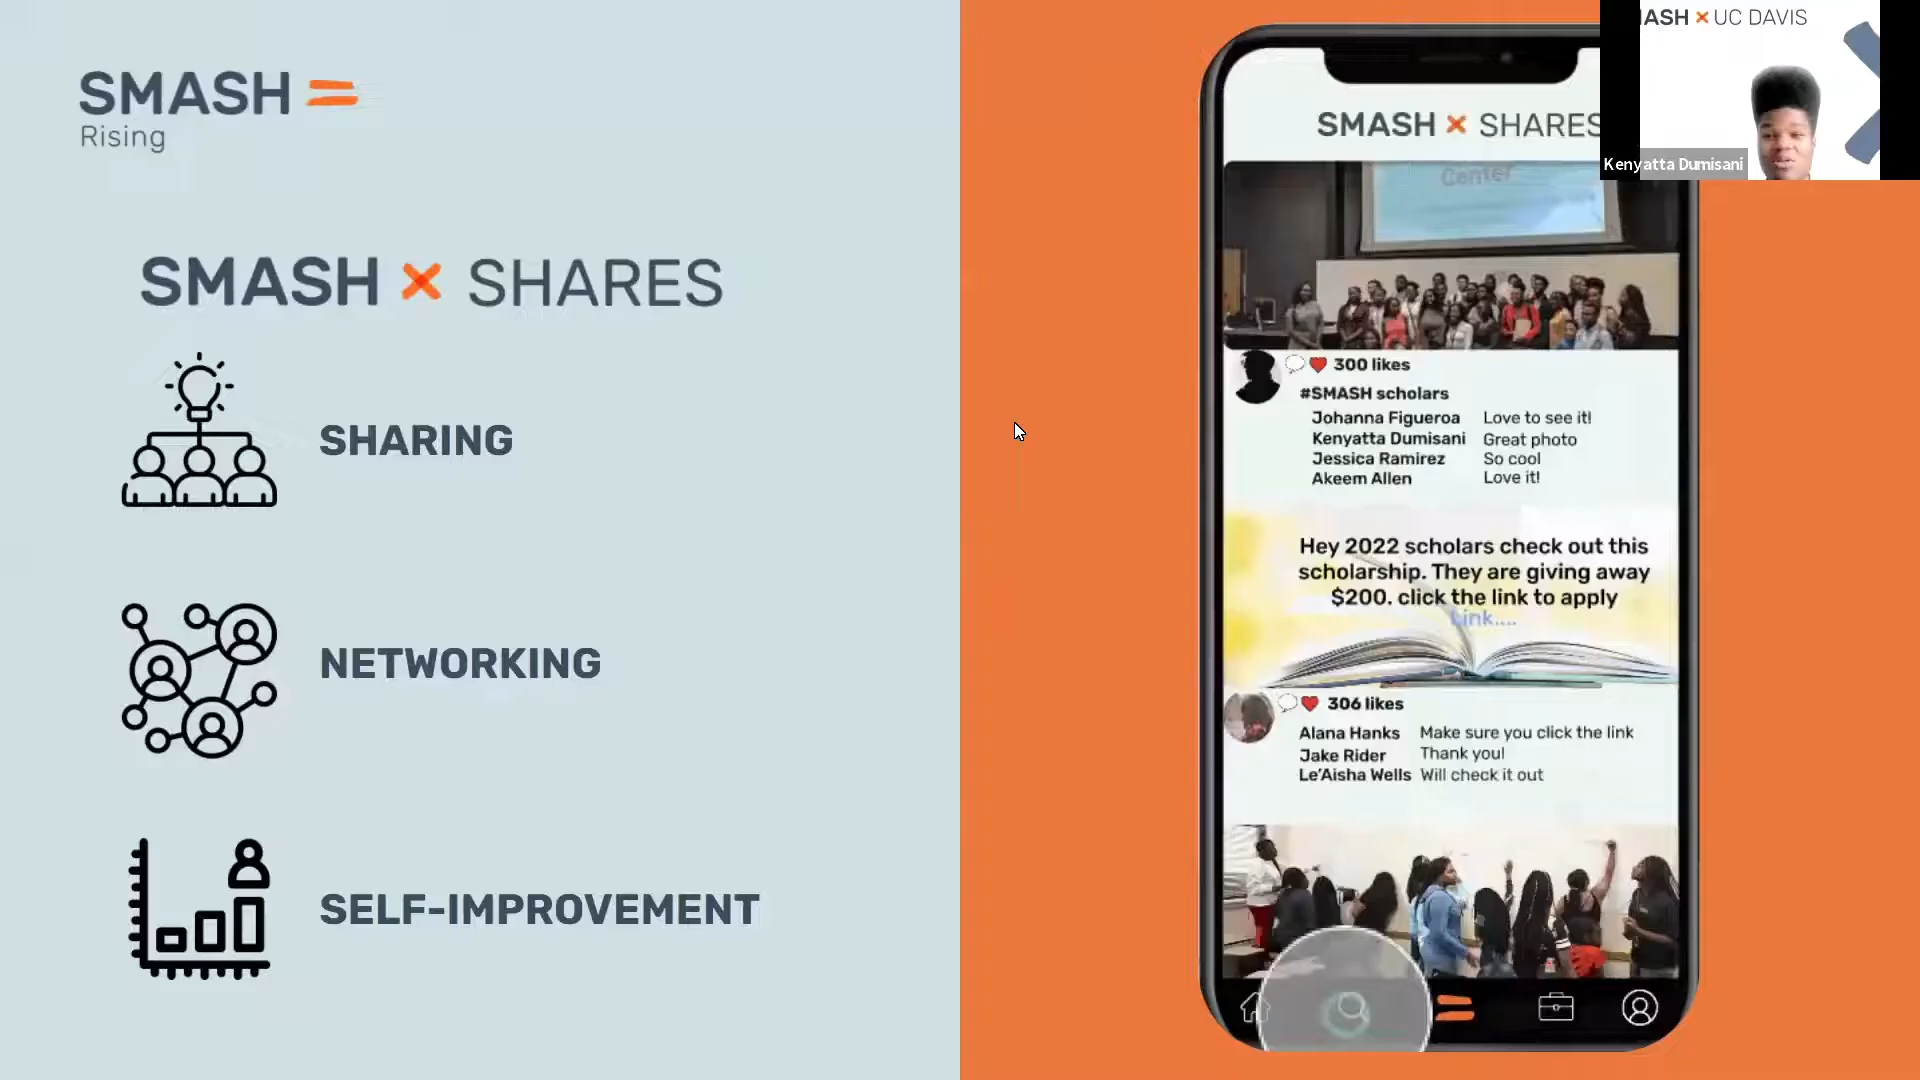 SMASH
Rising
SMASH × SHARES
SHARING
NETWORKING
SELF-IMPROVEMENT
SMASH × SHARES
Center
300 likes
#SMASH scholars
Johanna Figueroa Love to see it!
Kenyatta Dumisani Great photo
Jessica Ramirez So cool
Akeem Allen Love it!
Hey 2022 scholars check out this
scholarship. They are giving away
$200. click the link to apply
Link....
306 likes
Alana Hanks Make sure you click the link
Jake Rider Thank you!
Le'Aisha Wells Will check it out
MASH × UC DAVIS
Kenyatta Dumisani